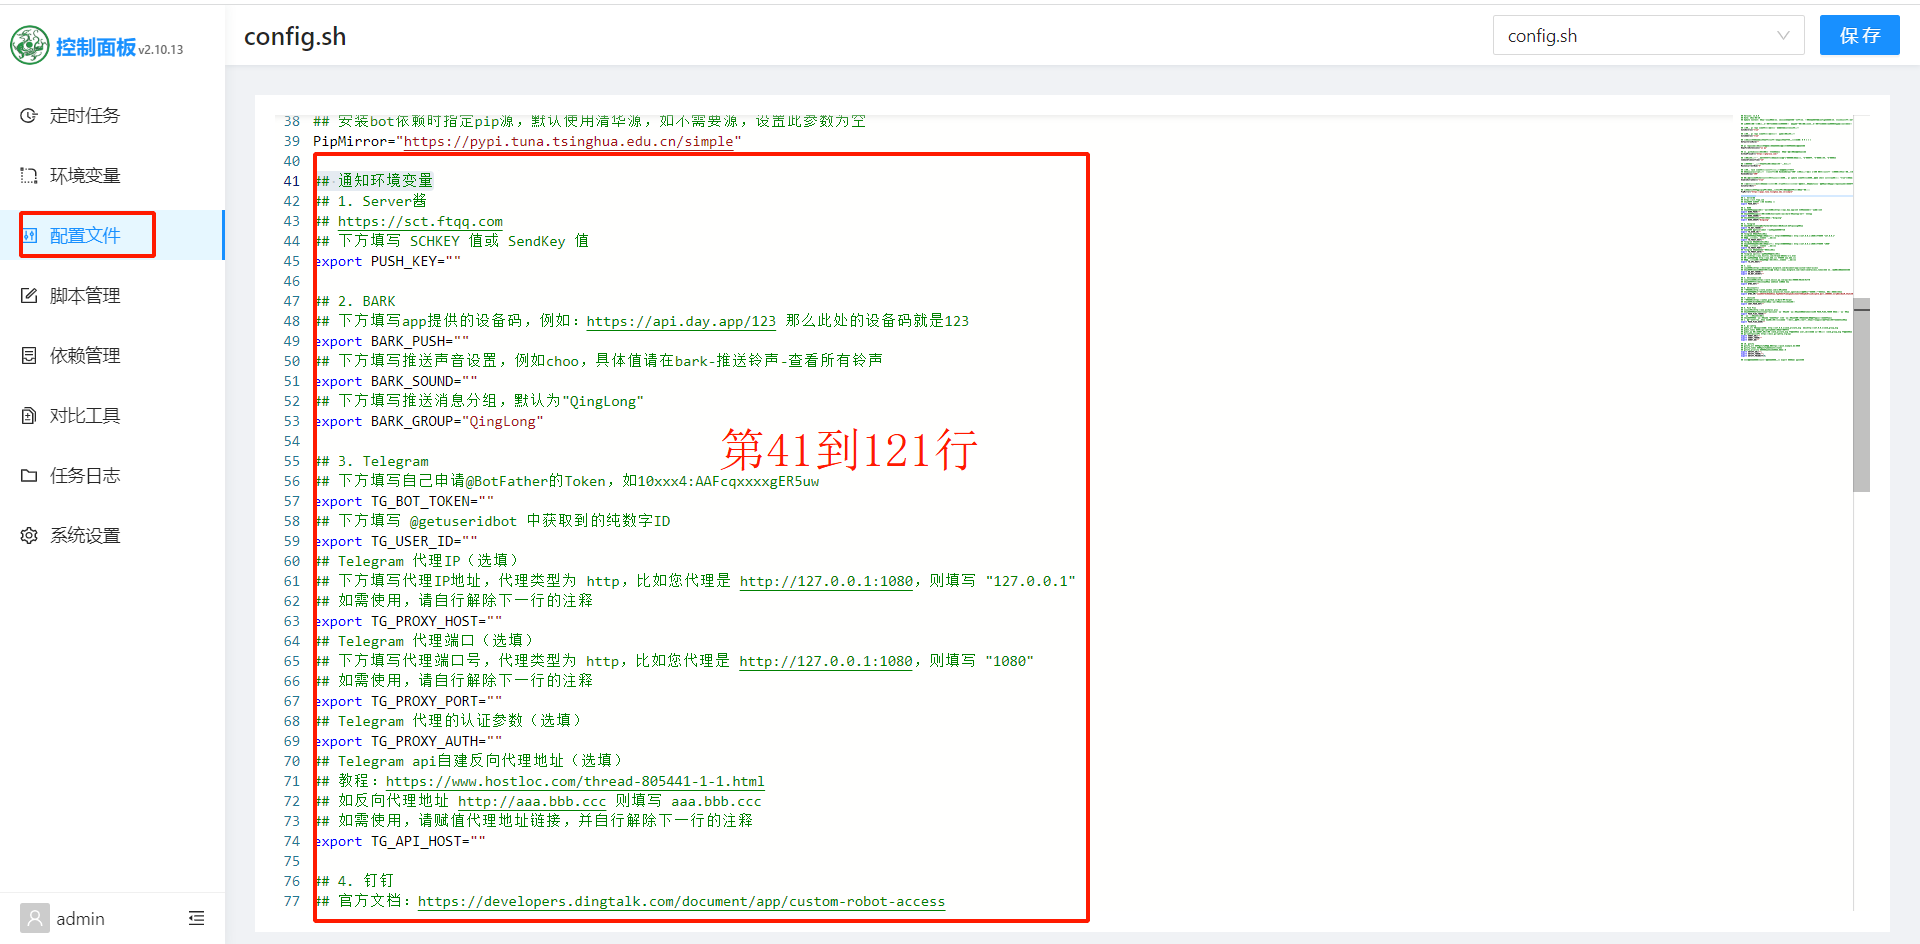 控制面板 v2.10.13
config.sh
config.sh
保 存
定时任务
环境变量
配置文件
脚本管理
依赖管理
对比工具
任务日志
系统设置
admin
38 ## 安装bot依赖时指定pip源，默认使用清华源，如不需要源，设置此参数为空
39 PipMirror="https://pypi.tuna.tsinghua.edu.cn/simple"
40
41 ## 通知环境变量
42 ## 1. Server酱
43 ## https://sct.ftqq.com
44 ## 下方填写 SCHKEY 值或 SendKey 值
45 export PUSH_KEY=""
46
47 ## 2. BARK
48 ## 下方填写app提供的设备码，例如：https://api.day.app/123 那么此处的设备码就是123
49 export BARK_PUSH=""
50 ## 下方填写推送声音设置，例如choo，具体值请在bark-推送铃声-查看所有铃声
51 export BARK_SOUND=""
52 ## 下方填写推送消息分组，默认为"QingLong"
53 export BARK_GROUP="QingLong"
54
55 ## 3. Telegram
56 ## 下方填写自己申请@BotFather的Token，如10xxx4:AAFcqxxxxgER5uw
57 export TG_BOT_TOKEN=""
58 ## 下方填写 @getuseridbot 中获取到的纯数字ID
59 export TG_USER_ID=""
60 ## Telegram 代理IP（选填）
61 ## 下方填写代理IP地址，代理类型为 http，比如您代理是 http://127.0.0.1:1080，则填写 "127.0.0.1"
62 ## 如需使用，请自行解除下一行的注释
63 export TG_PROXY_HOST=""
64 ## Telegram 代理端口（选填）
65 ## 下方填写代理端口号，代理类型为 http，比如您代理是 http://127.0.0.1:1080，则填写 "1080"
66 ## 如需使用，请自行解除下一行的注释
67 export TG_PROXY_PORT=""
68 ## Telegram 代理的认证参数（选填）
69 export TG_PROXY_AUTH=""
70 ## Telegram api自建反向代理地址（选填）
71 ## 教程：https://www.hostloc.com/thread-805441-1-1.html
72 ## 如反向代理地址 http://aaa.bbb.ccc 则填写 aaa.bbb.ccc
73 ## 如需使用，请赋值代理地址链接，并自行解除下一行的注释
74 export TG_API_HOST=""
75
76 ## 4. 钉钉
77 ## 官方文档：https://developers.dingtalk.com/document/app/custom-robot-access
第41到121行